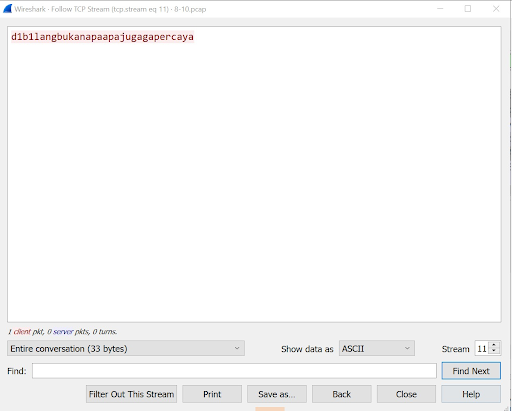 Wireshark · Follow TCP Stream (tcp.stream eq 11) · 8-10.pcap
d1b1langbukanapaapajugagapercaya
1 client pkt, 0 server pkts, 0 turns.
Entire conversation (33 bytes) Show data as ASCII Stream 11
Find: Find Next
Filter Out This Stream Print Save as... Back Close Help